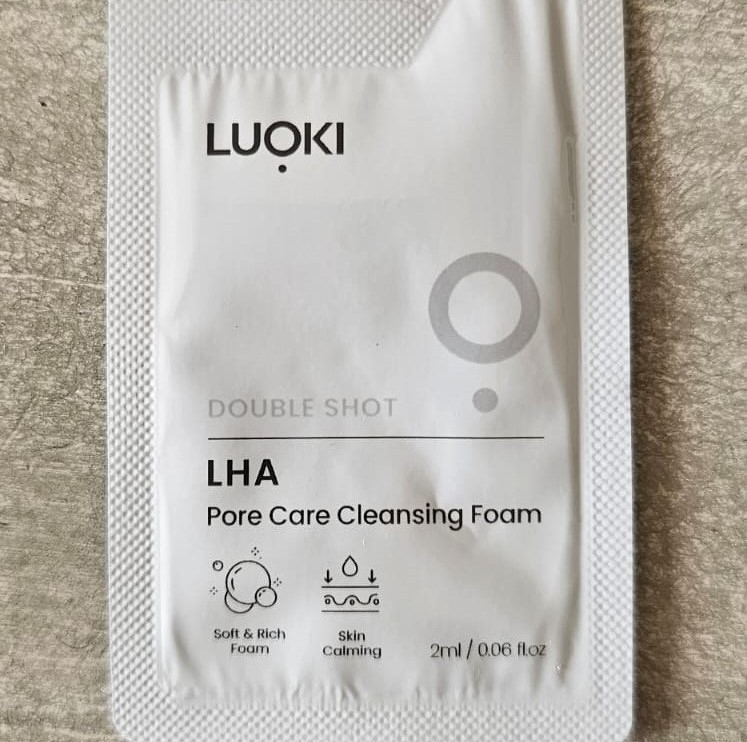 LUOKI
DOUBLE SHOT
LHA
Pore Care Cleansing Foam
Soft & Rich
Foam
Skin
Calming
2ml / 0.06 fl.oz